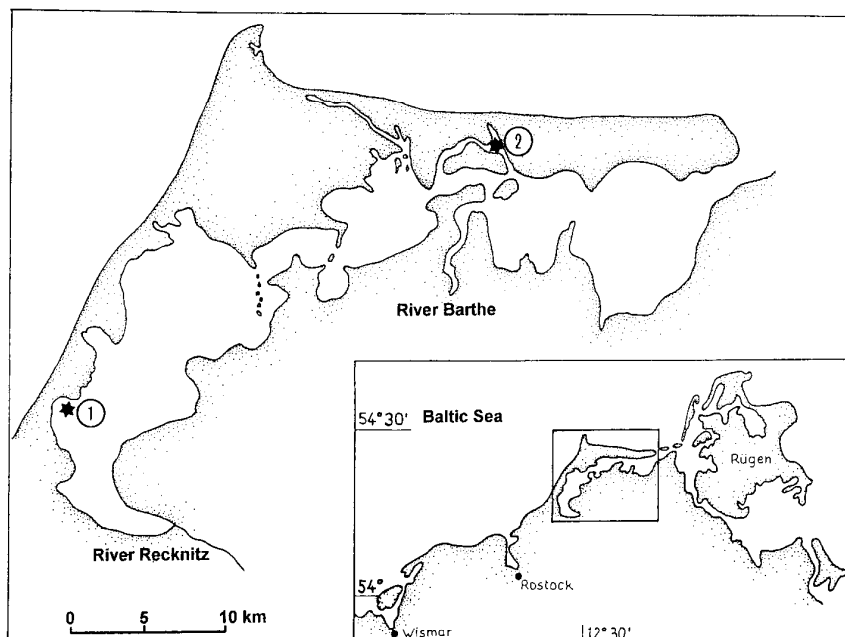 2
River Barthe
1
River Recknitz
0 5 10 km
54°30' Baltic Sea
Rügen
Rostock
54°
Wismar
12°30'